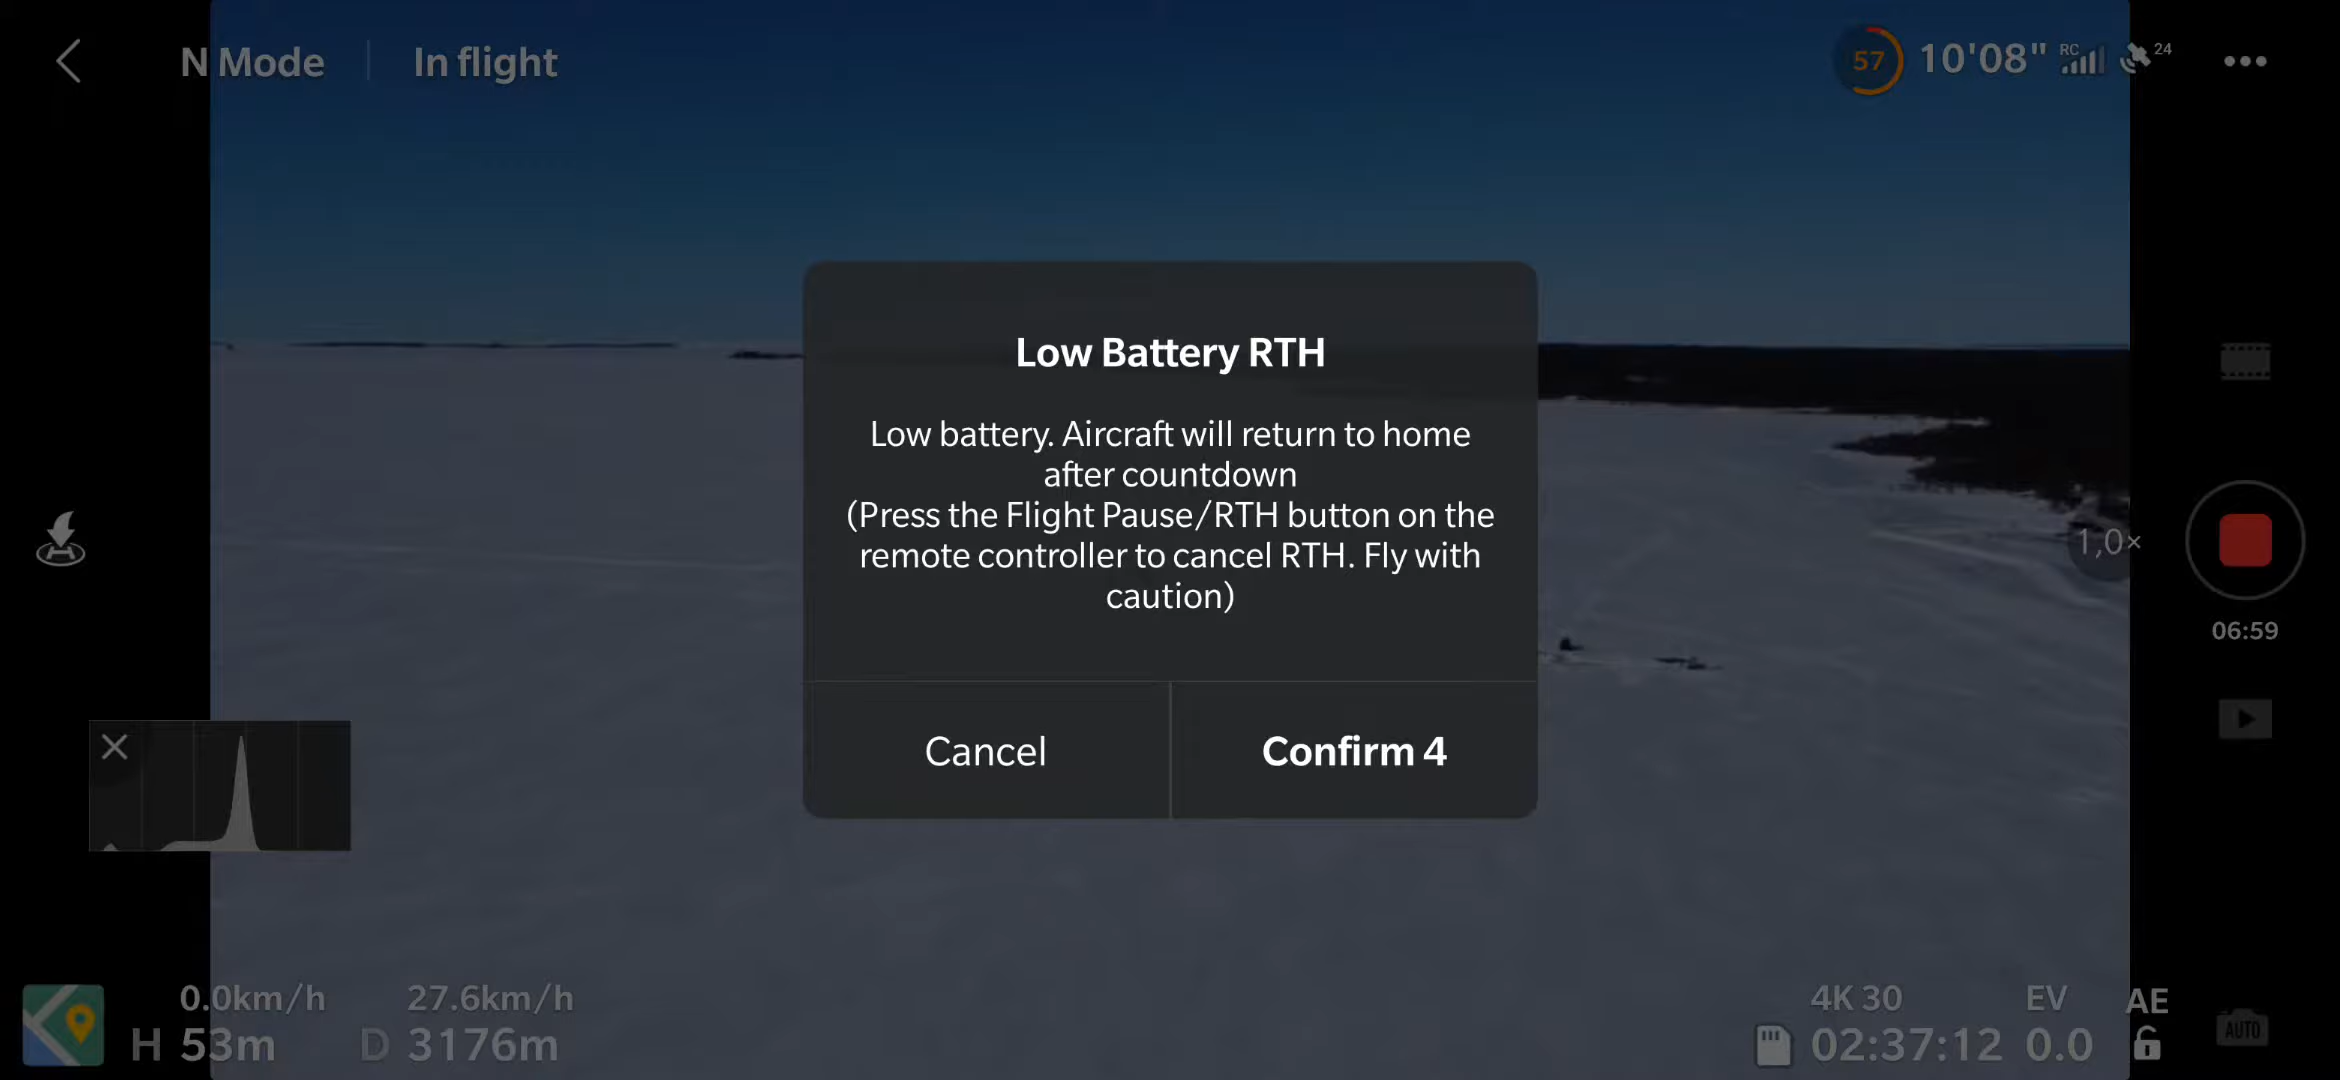 N Mode
In flight
57
10'08"
RC
24
Low Battery RTH
Low battery. Aircraft will return to home
after countdown
(Press the Flight Pause/RTH button on the
remote controller to cancel RTH. Fly with
caution)
1,0×
06:59
Cancel
Confirm 4
0.0km/h
27.6km/h
H 53m
D 3176m
4K 30
EV
AE
02:37:12
0.0
AUTO